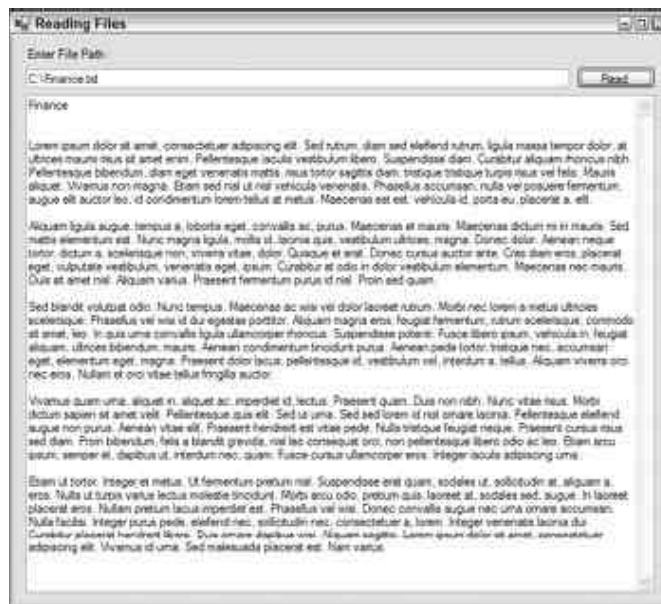 Reading Files
Enter File Path:
C:\Finance.txt
Read
Finance
Lorem ipsum dolor sit amet, consectetuer adipiscing elit. Sed rutrum, diam sed eleifend rutrum, ligula massa tempor dolor, at
ultrices mauris risus sit amet enim. Pellentesque iaculis vestibulum libero. Suspendisse diam. Curabitur aliquam rhoncus nibh.
Pellentesque bibendum, diam eget venenatis mattis, risus tortor sagittis diam, tristique tristique turpis risus vel felis. Mauris
aliquet. Vivamus non magna. Etiam sed nisl ut nisl vehicula venenatis. Phasellus accumsan, nulla vel posuere fermentum,
augue elit auctor leo, id condimentum lorem tellus at metus. Maecenas est est, vehicula id, porta eu, placerat a, elit.
Aliquam ligula augue, tempus a, lobortis eget, convallis ac, purus. Maecenas et mauris. Maecenas dictum mi in mauris. Sed
mattis elementum est. Nunc magna ligula, mollis id, lacinia quis, vestibulum ultrices, magna. Donec dolor. Aenean neque
tortor, dictum a, scelerisque non, viverra vitae, dolor. Quisque et erat. Donec cursus auctor ante. Cras diam eros, placerat
eget, vulputate vestibulum, venenatis eget, ipsum. Curabitur at odio in dolor vestibulum elementum. Maecenas nec mauris.
Duis at amet nisl. Aliquam varius. Praesent fermentum purus id nisl. Proin sed quam.
Sed blandit volutpat odio. Nunc tempus. Maecenas ac wisi vel dolor laoreet rutrum. Morbi nec lorem a metus ultricies
scelerisque. Phasellus vel wisi id dui egestas porttitor. Aliquam magna eros, feugiat fermentum, rutrum scelerisque, commodo
sit amet, leo. In quis urna convallis ligula ullamcorper rhoncus. Suspendisse potenti. Fusce libero ipsum, vehicula in, feugiat
aliquam, ultrices bibendum, mauris. Aenean condimentum tincidunt purus. Aenean pede tortor, tristique nec, accumsan
eget, elementum eget, magna. Praesent dolor lacus, pellentesque id, vestibulum vel, interdum a, tellus. Aliquam viverra orci
nec eros. Nullam et orci vitae tellus fringilla auctor.
Vivamus quam urna, aliquet in, aliquet ac, imperdiet id, lectus. Praesent quam. Duis non nibh. Nunc vitae risus. Morbi
dictum sapien sit amet velit. Pellentesque quis elit. Sed ut urna. Sed sed lorem id nisl ornare lacinia. Pellentesque eleifend
augue non purus. Aenean vitae elit. Praesent hendrerit est vitae pede. Nulla tristique feugiat neque. Praesent cursus risus
sed diam. Proin bibendum, felis a blandit gravida, nisl leo consequat orci, non pellentesque libero odio ac leo. Etiam arcu
ipsum, semper et, dapibus ut, interdum nec, quam. Fusce cursus ullamcorper eros. Integer iaculis adipiscing urna.
Etiam ut tortor. Integer et metus. Ut fermentum pretium nisl. Suspendisse erat quam, sodales ut, sollicitudin at, aliquam a,
eros. Nulla ut turpis varius lectus molestie tincidunt. Morbi arcu odio, pretium quis, laoreet at, sodales sed, augue. In laoreet
placerat eros. Nullam pretium lacus imperdiet est. Phasellus vel wisi. Donec convallis augue nec urna ornare accumsan.
Nulla facilisi. Integer purus pede, eleifend nec, sollicitudin nec, consectetuer a, lorem. Integer venenatis lacinia dui.
Curabitur placerat hendrerit libero. Duis ornare dapibus wisi. Aliquam sagittis. Lorem ipsum dolor sit amet, consectetuer
adipiscing elit. Vivamus id urna. Sed malesuada placerat est. Nam varius.